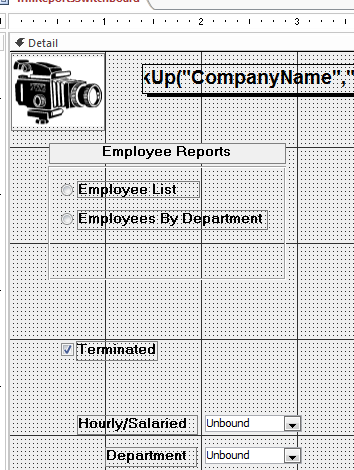 frmReportsSwitchboard
1 2 3
Detail
kUp("CompanyName","
Employee Reports
Employee List
Employees By Department
Terminated
Hourly/Salaried Unbound
Department Unbound